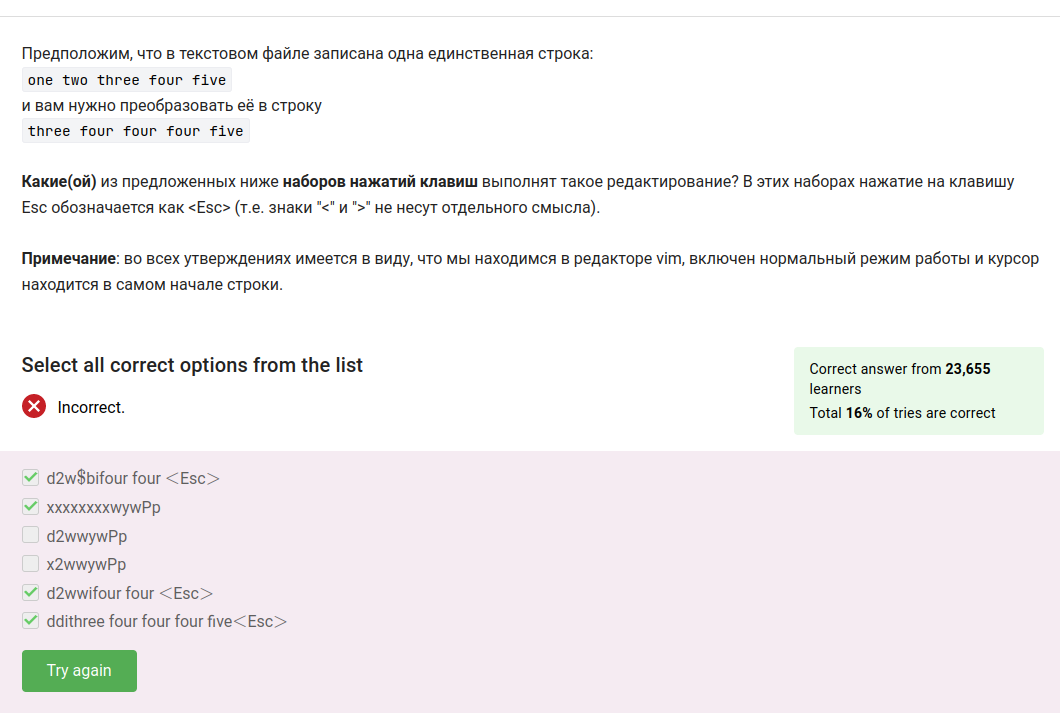 Предположим, что в текстовом файле записана одна единственная строка:
one two three four five
и вам нужно преобразовать её в строку
three four four four five
Какие(ой) из предложенных ниже наборов нажатий клавиш выполнят такое редактирование? В этих наборах нажатие на клавишу
Esc обозначается как <Esc> (т.е. знаки "<" и ">" не несут отдельного смысла).
Примечание: во всех утверждениях имеется в виду, что мы находимся в редакторе vim, включен нормальный режим работы и курсор
находится в самом начале строки.
Select all correct options from the list
Incorrect.
Correct answer from 23,655
learners
Total 16% of tries are correct
d2w$bifour four <Esc>
xxxxxxxxwywPp
d2wwywPp
x2wwywPp
d2wwifour four <Esc>
ddithree four four four five<Esc>
Try again